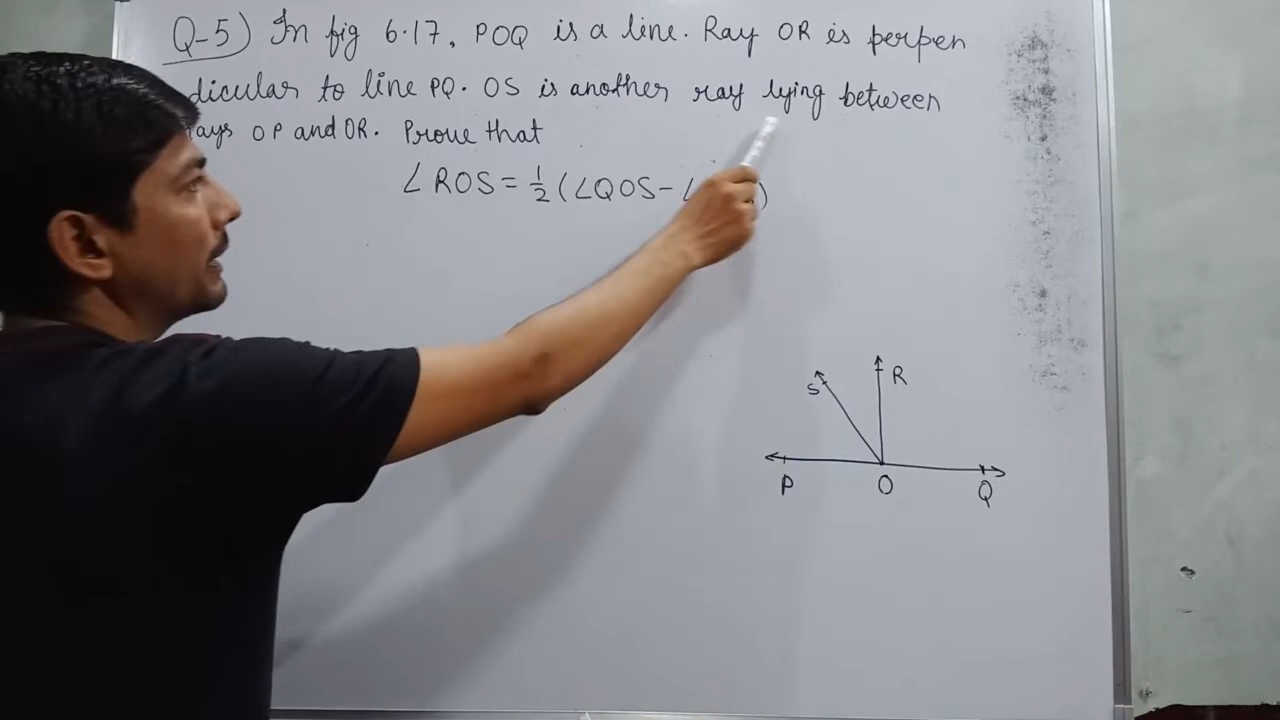 Q-5) In fig 6.17, POQ is a line. Ray OR is perpen
dicular to line PQ. OS is another ray lying between
ays OP and OR. Prove that
∠ROS = 1/2 (∠QOS - ∠ )
S
R
P
O
Q